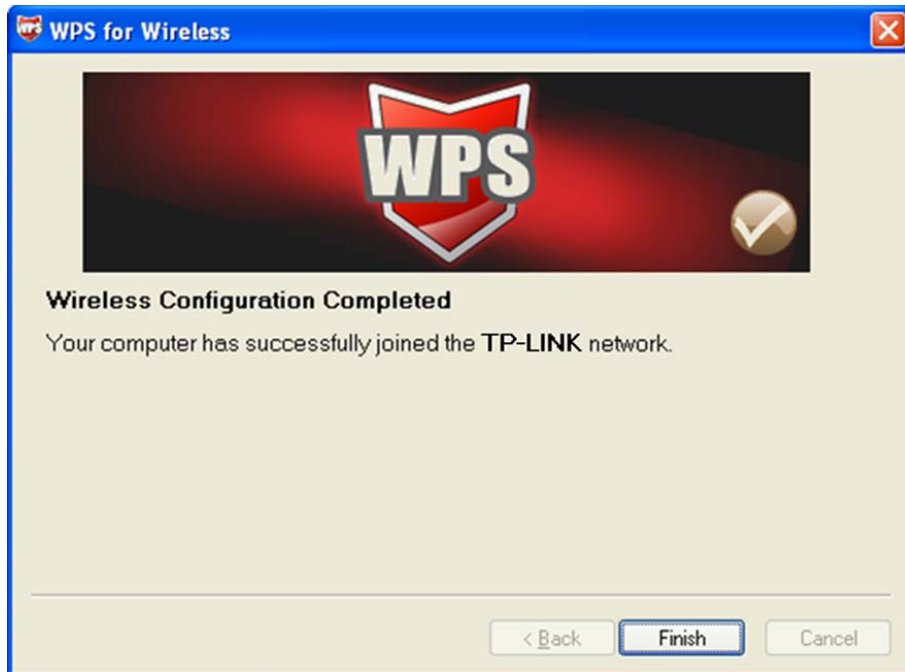 WPS WPS for Wireless
WPS
Wireless Configuration Completed
Your computer has successfully joined the TP-LINK network.
< Back Finish Cancel